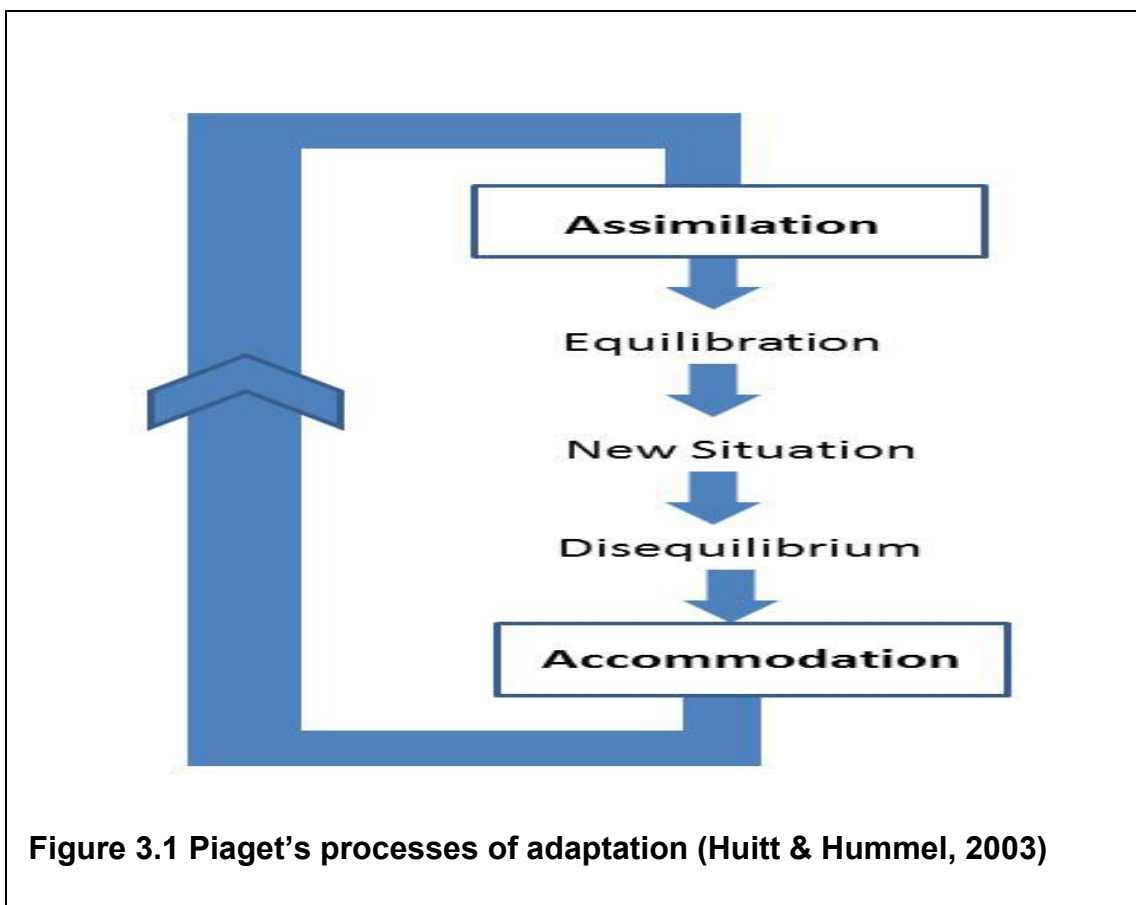 Assimilation
Equilibration
New Situation
Disequilibrium
Accommodation
Figure 3.1 Piaget’s processes of adaptation (Huitt & Hummel, 2003)